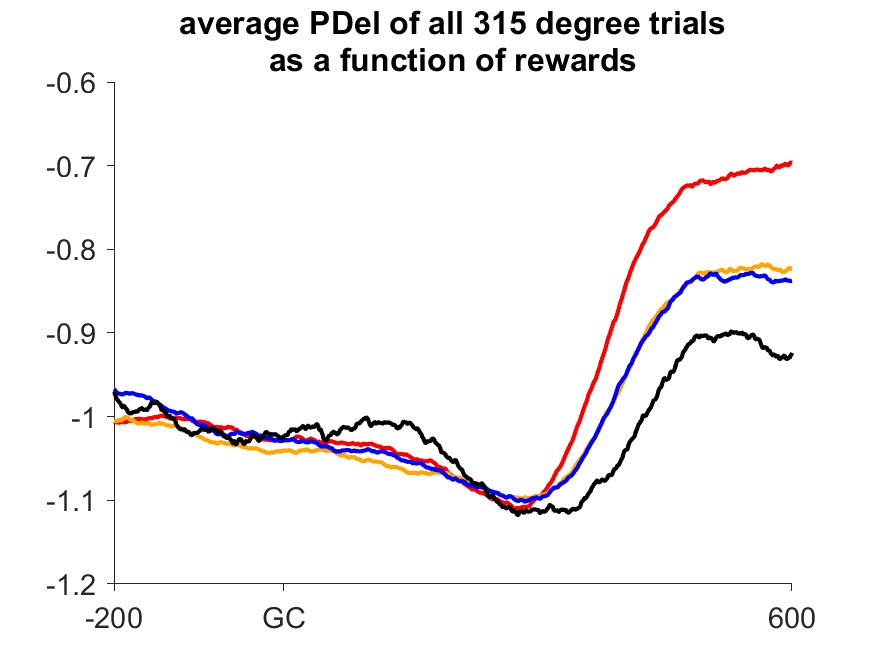 average PDel of all 315 degree trials
as a function of rewards
-0.6
-0.7
-0.8
-0.9
-1
-1.1
-1.2
-200 GC 600